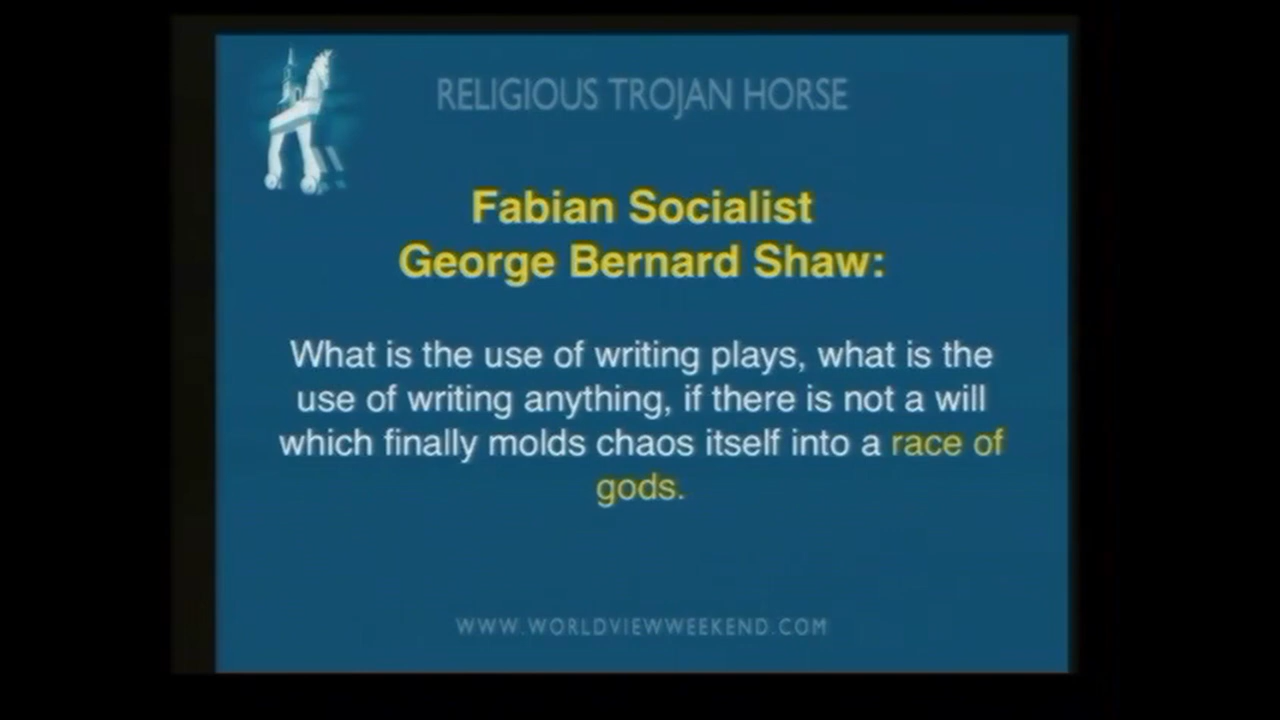 RELIGIOUS TROJAN HORSE
Fabian Socialist
George Bernard Shaw:
What is the use of writing plays, what is the
use of writing anything, if there is not a will
which finally molds chaos itself into a race of
gods.
WWW.WORLDVIEWWEEKEND.COM